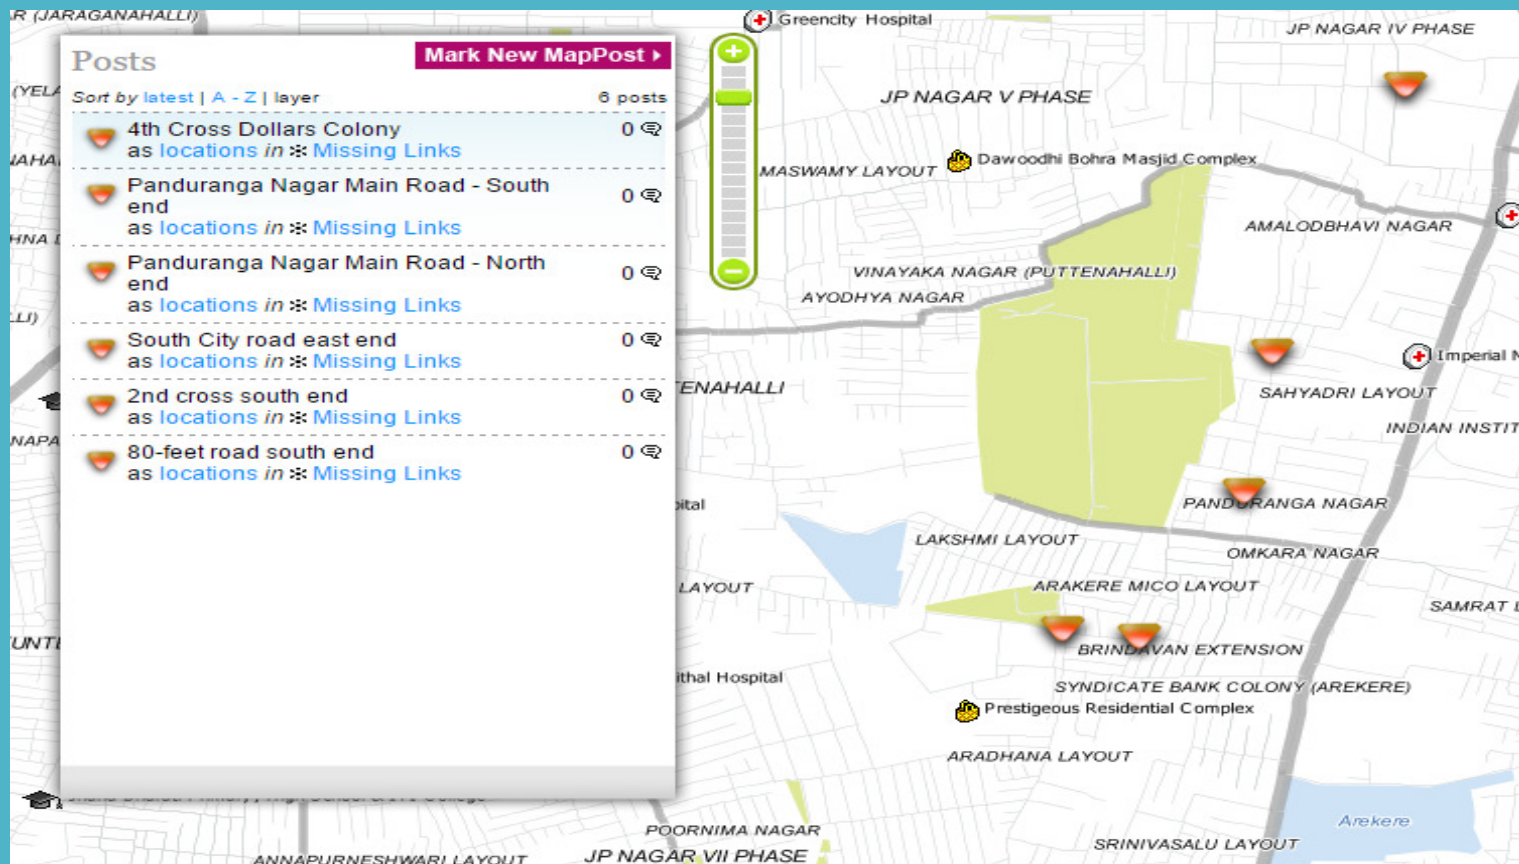 Posts
Mark New MapPost
Sort by latest | A - Z | layer
6 posts
4th Cross Dollars Colony
0
as locations in Missing Links
Panduranga Nagar Main Road - South
end
0
as locations in Missing Links
Panduranga Nagar Main Road - North
end
0
as locations in Missing Links
South City road east end
0
as locations in Missing Links
2nd cross south end
0
as locations in Missing Links
80-feet road south end
0
as locations in Missing Links
R (JARAGANAHALLI)
Greencity Hospital
JP NAGAR IV PHASE
JP NAGAR V PHASE
Dawoodhi Bohra Masjid Complex
MASWAMY LAYOUT
AMALODBHAVI NAGAR
VINAYAKA NAGAR (PUTTENAHALLI)
AYODHYA NAGAR
Imperial
ENAHALLI
SAHYADRI LAYOUT
INDIAN INSTIT
PANDURANGA NAGAR
ital
LAKSHMI LAYOUT
OMKARA NAGAR
LAYOUT
ARAKERE MICO LAYOUT
SAMRAT
BRINDAVAN EXTENSION
ithal Hospital
SYNDICATE BANK COLONY (AREKERE)
Prestigeous Residential Complex
ARADHANA LAYOUT
Arekere
POORNIMA NAGAR
SRINIVASALU LAYOUT
ANNAPURNESHWARI LAYOUT
JP NAGAR VII PHASE